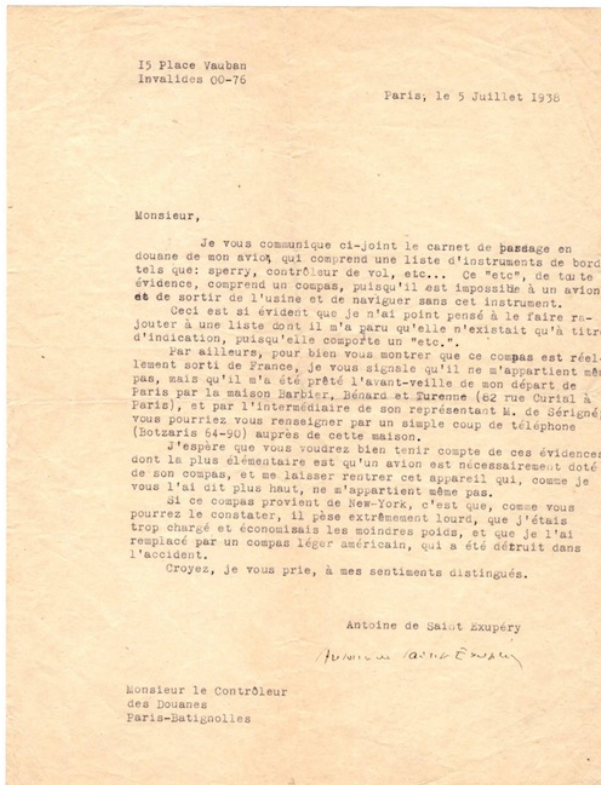 I5 Place Vauban
Invalides 00-76
Paris, le 5 Juillet I938
Monsieur,
Je vous communique ci-joint le carnet de passage en
douane de mon avion, qui comprend une liste d'instruments de bord
tels que: sperry, contrôleur de vol, etc... Ce "etc", de toute
évidence, comprend un compas, puisqu'il est impossible à un avion
de sortir de l'usine et de naviguer sans cet instrument.
Ceci est si évident que je n'ai point pensé à le faire ra-
jouter à une liste dont il m'a paru qu'elle n'existait qu'à titre
d'indication, puisqu'elle comporte un "etc.".
Par ailleurs, pour bien vous montrer que ce compas est réel-
lement sorti de France, je vous signale qu'il ne m'appartient mê
pas, mais qu'il m'a été prêté l'avant-veille de mon départ de
Paris par la maison Barbier, Bénard et Turenne (82 rue Curial à
Paris), et par l'intermédiaire de son représentant M. de Sérigné
vous pourriez vous renseigner par un simple coup de téléphone
(Botzaris 64-90) auprès de cette maison.
J'espère que vous voudrez bien tenir compte de ces évidences
dont la plus élémentaire est qu'un avion est nécessairement doté
de son compas, et me laisser rentrer cet appareil qui, comme je
vous l'ai dit plus haut, ne m'appartient même pas.
Si ce compas provient de New-York, c'est que, comme vous
pourrez le constater, il pèse extrêmement lourd, que j'étais
trop chargé et économisais les moindres poids, et que je l'ai
remplacé par un compas léger américain, qui a été détruit dans
l'accident.
Croyez, je vous prie, à mes sentiments distingués.
Antoine de Saint Exupéry
Antoine de Saint Exupéry
Monsieur le Contrôleur
des Douanes
Paris-Batignolles